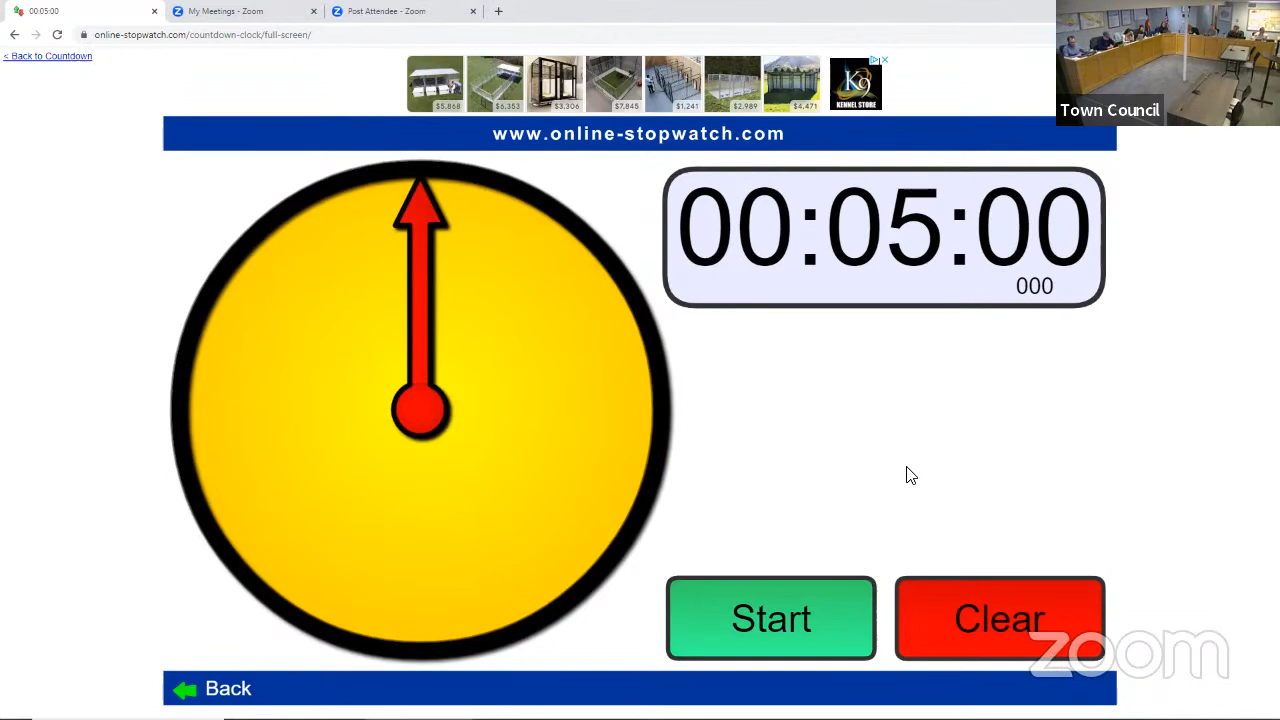 00:05:00
My Meetings - Zoom
Post Attendee - Zoom
online-stopwatch.com/countdown-clock/full-screen/
< Back to Countdown
$5,868
$6,353
$3,306
$7,845
$1,241
$2,989
$4,471
K9
KENNEL STORE
Town Council
www.online-stopwatch.com
00:05:00
000
Start
Clear
zoom
Back